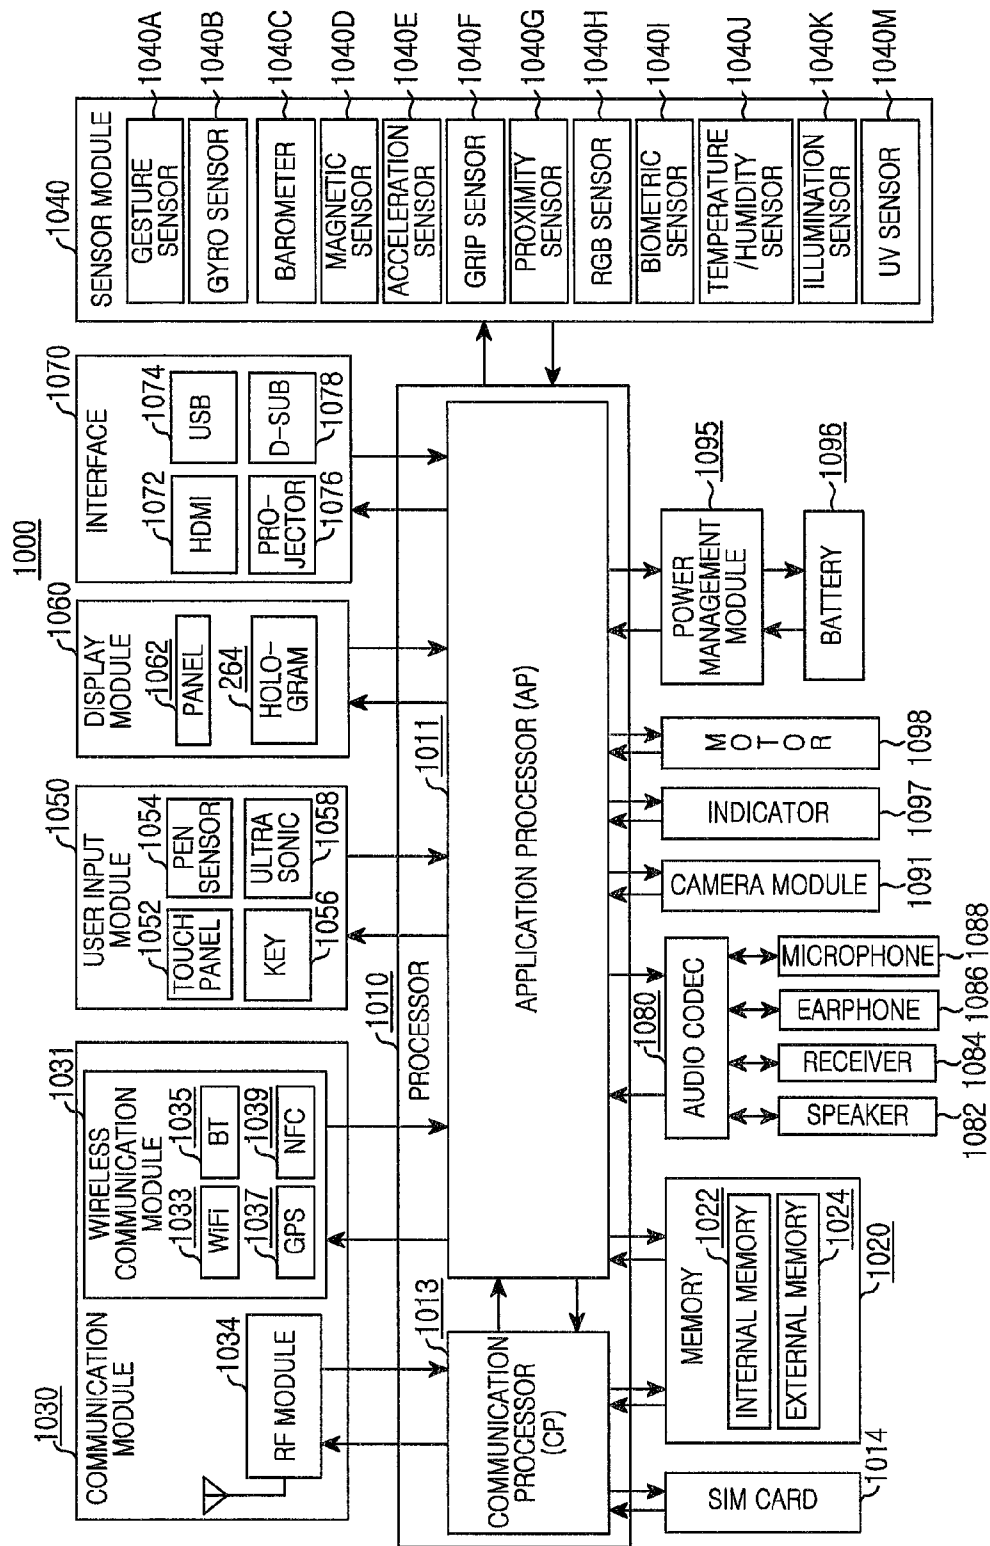 1000
1030
COMMUNICATION
MODULE
1034
RF MODULE
1031
WIRELESS
COMMUNICATION
MODULE
1033
WiFi
1035
BT
1037
GPS
1039
NFC
1050
USER INPUT
MODULE
1052
TOUCH
PANEL
1054
PEN
SENSOR
KEY
1056
ULTRA
SONIC
1058
1060
DISPLAY
MODULE
1062
PANEL
264
HOLO-
GRAM
1070
INTERFACE
1072
HDMI
1074
USB
PRO-
JECTOR
1076
D-SUB
1078
1040
SENSOR MODULE
GESTURE
SENSOR
1040A
GYRO SENSOR
1040B
BAROMETER
1040C
MAGNETIC
SENSOR
1040D
ACCELERATION
SENSOR
1040E
GRIP SENSOR
1040F
PROXIMITY
SENSOR
1040G
RGB SENSOR
1040H
BIOMETRIC
SENSOR
1040I
TEMPERATURE
/HUMIDITY
SENSOR
1040J
ILLUMINATION
SENSOR
1040K
UV SENSOR
1040M
1010
PROCESSOR
1013
COMMUNICATION
PROCESSOR
(CP)
1011
APPLICATION PROCESSOR (AP)
SIM CARD
1014
MEMORY
1022
INTERNAL MEMORY
EXTERNAL MEMORY
1024
1020
1080
AUDIO CODEC
SPEAKER
1082
RECEIVER
1084
EARPHONE
1086
MICROPHONE
1088
CAMERA MODULE
1091
INDICATOR
1097
MOTOR
1098
POWER
MANAGEMENT
MODULE
1095
BATTERY
1096